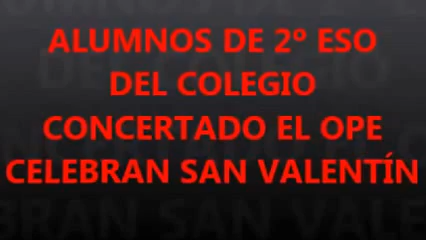 ALUMNOS DE 2º ESO
DEL COLEGIO
CONCERTADO EL OPE
CELEBRAN SAN VALENTÍN